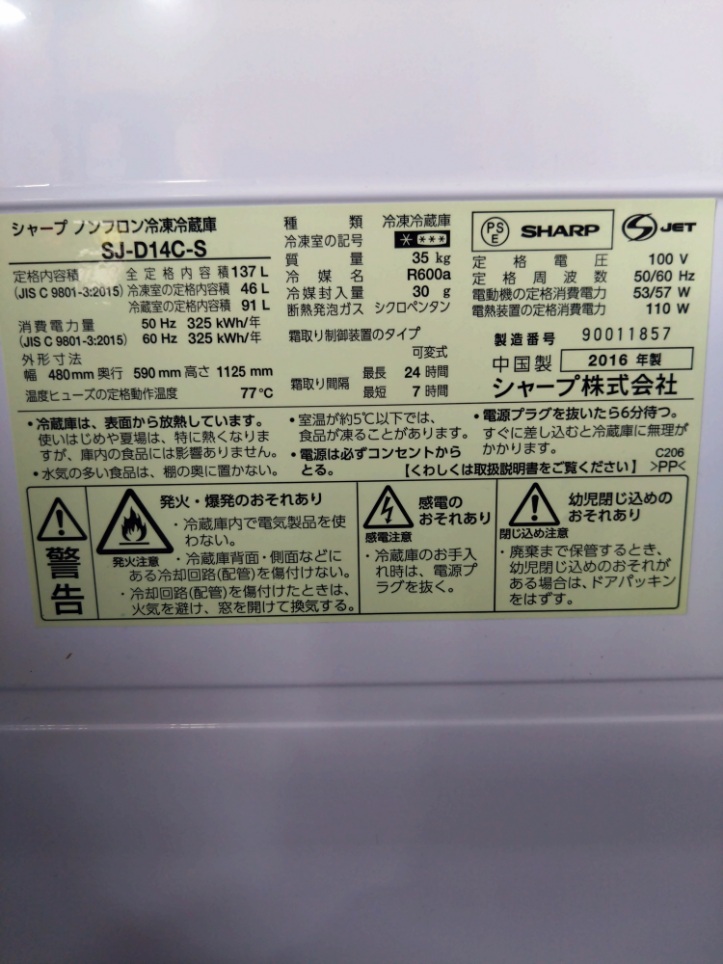 シャープ ノンフロン冷凍冷蔵庫
SJ-D14C-S
定格内容積 全定格内容積 137 L
(JIS C 9801-3:2015) 冷凍室の定格内容積 46 L
冷蔵室の定格内容積 91 L
消費電力量 50 Hz 325 kWh/年
(JIS C 9801-3:2015) 60 Hz 325 kWh/年
外形寸法
幅 480mm 奥行 590mm 高さ 1125 mm
温度ヒューズの定格動作温度 77℃
種類 冷凍冷蔵庫
冷凍室の記号 * ***
質量 35 kg
冷媒名 R600a
冷媒封入量 30 g
断熱発泡ガス シクロペンタン
霜取り制御装置のタイプ
可変式
霜取り間隔 最長 24 時間
最短 7 時間
PSE SHARP S JET
定格電圧 100 V
定格周波数 50/60 Hz
電動機の定格消費電力 53/57 W
電熱装置の定格消費電力 110 W
製造番号 90011857
中国製 2016 年製
シャープ株式会社
・冷蔵庫は、表面から放熱しています。
使いはじめや夏場は、特に熱くなりま
すが、庫内の食品には影響ありません。
・水気の多い食品は、棚の奥に置かない。
・室温が約5℃以下では、
食品が凍ることがあります。
・電源は必ずコンセントから
とる。
・電源プラグを抜いたら6分待つ。
すぐに差し込むと冷蔵庫に無理が
かかります。
C206
【くわしくは取扱説明書をご覧ください】 >PP<
警告
発火・爆発のおそれあり
発火注意
・冷蔵庫内で電気製品を使
わない。
・冷蔵庫背面・側面などに
ある冷却回路(配管)を傷付けない。
・冷却回路(配管)を傷付けたときは、
火気を避け、窓を開けて換気する。
感電の
おそれあり
感電注意
・冷蔵庫のお手入
れ時は、電源プ
ラグを抜く。
幼児閉じ込めの
おそれあり
閉じ込め注意
・廃棄まで保管するとき、
幼児閉じ込めのおそれが
ある場合は、ドアパッキン
をはずす。